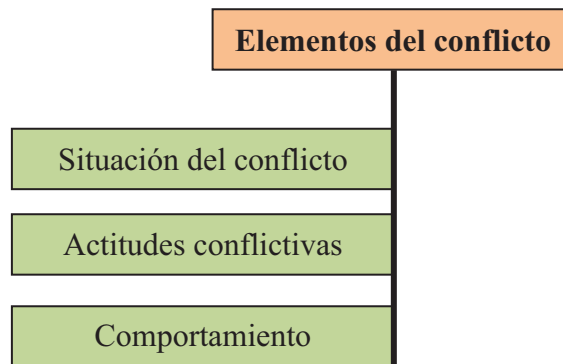 Elementos del conflicto
Situación del conflicto
Actitudes conflictivas
Comportamiento